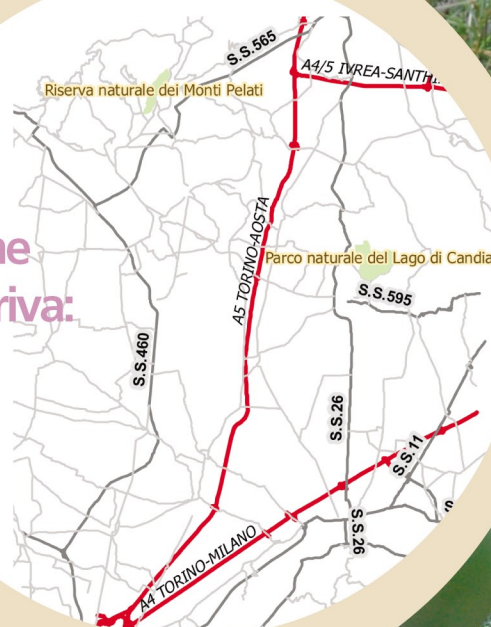 S.S.565
A4/5 IVREA-SANTHI
Riserva naturale dei Monti Pelati
A5 TORINO-AOSTA
Parco naturale del Lago di Candia
riva:
S.S.595
S.S.460
S.S.26
S.S.11
S.S.26
A4 TORINO-MILANO